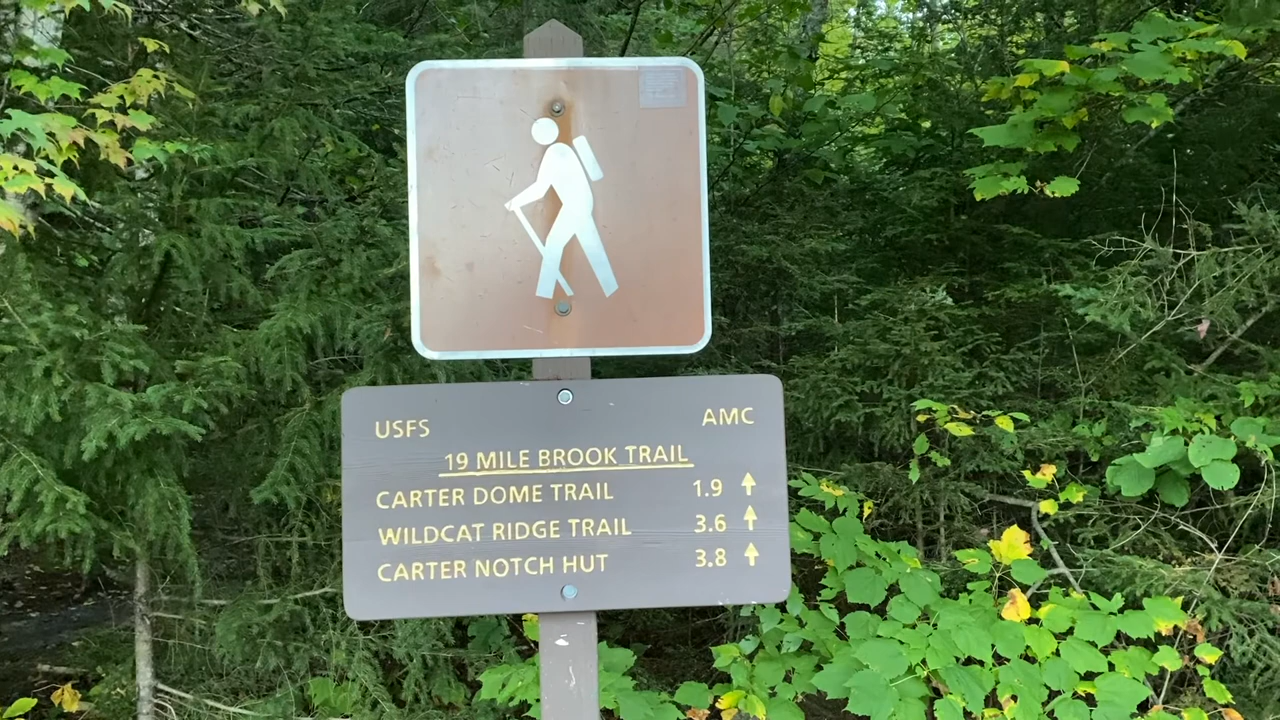 USFS AMC
19 MILE BROOK TRAIL
CARTER DOME TRAIL 1.9 ↑
WILDCAT RIDGE TRAIL 3.6 ↑
CARTER NOTCH HUT 3.8 ↑